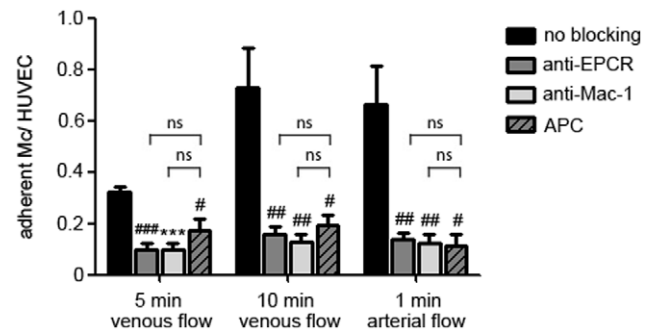 adherent Mc/ HUVEC
1.0
0.8
0.6
0.4
0.2
0
no blocking
anti-EPCR
anti-Mac-1
APC
ns
ns
###
***
#
ns
ns
##
##
#
ns
ns
##
##
#
5 min
venous flow
10 min
venous flow
1 min
arterial flow